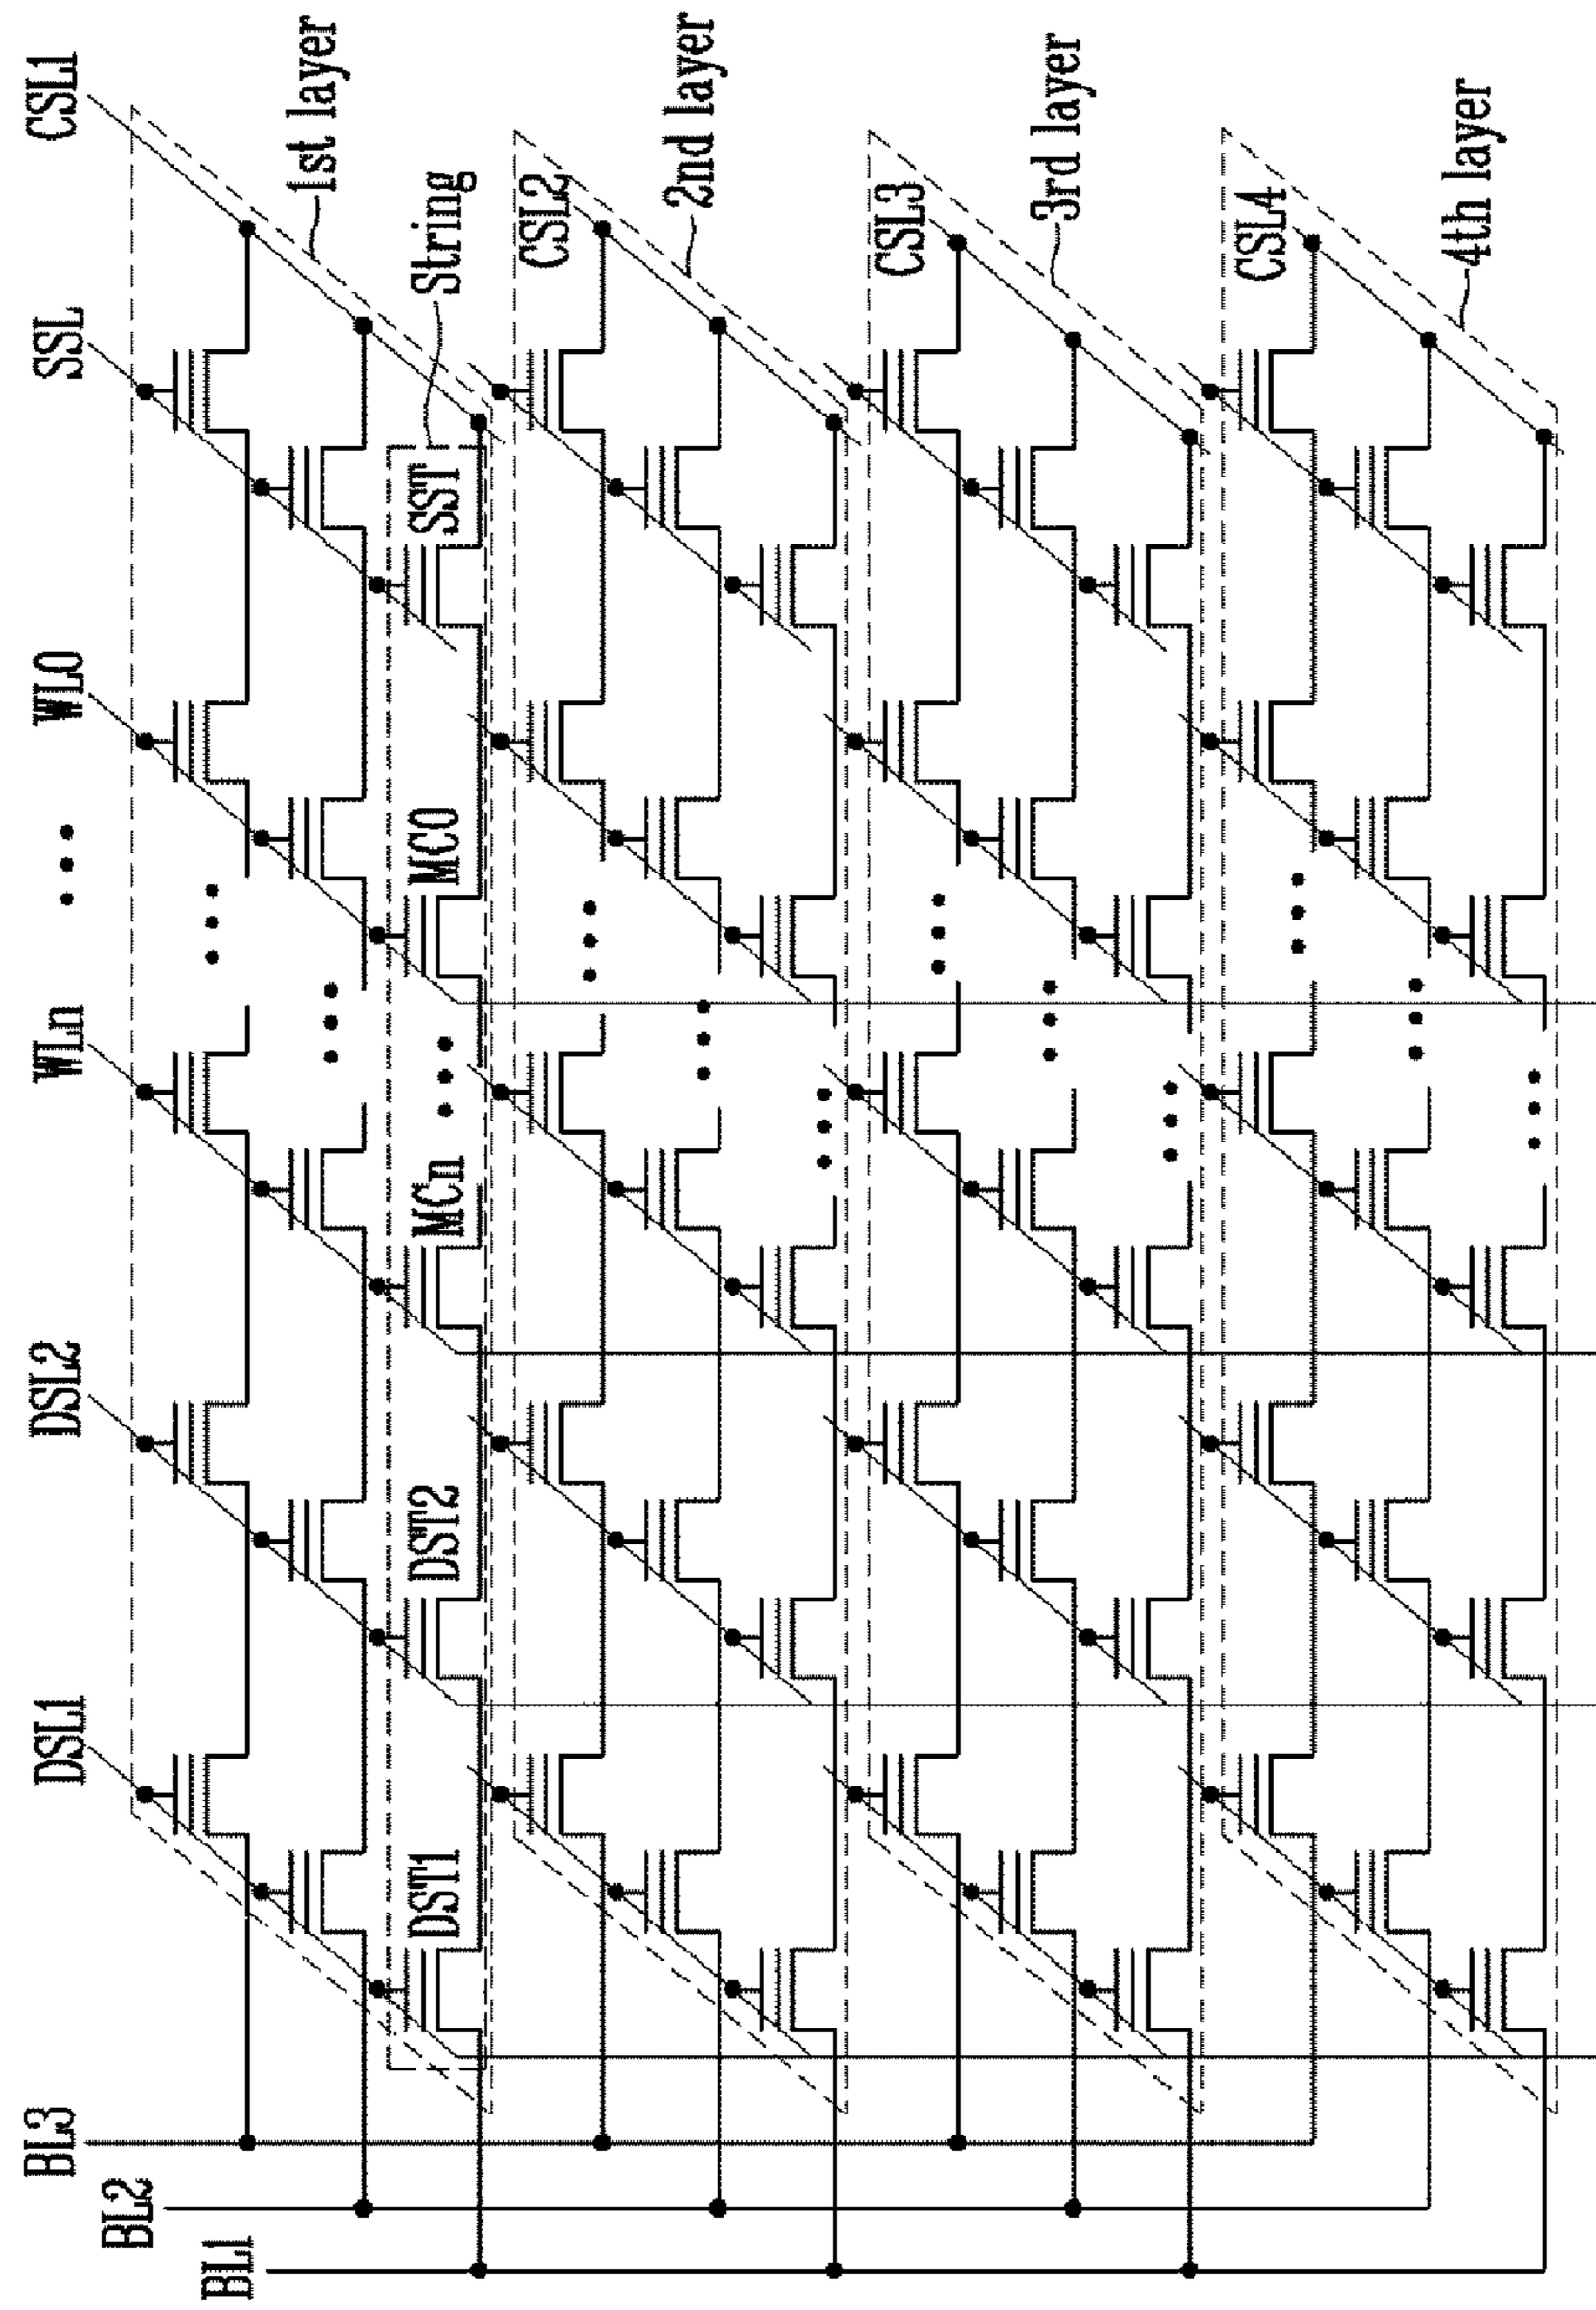 BL3
BL2
BL1
DSL1
DSL2
WLn
WL0
SSL
CSL1
1st layer
String
DST1
DST2
MCn
MC0
SST
CSL2
2nd layer
CSL3
3rd layer
CSL4
4th layer